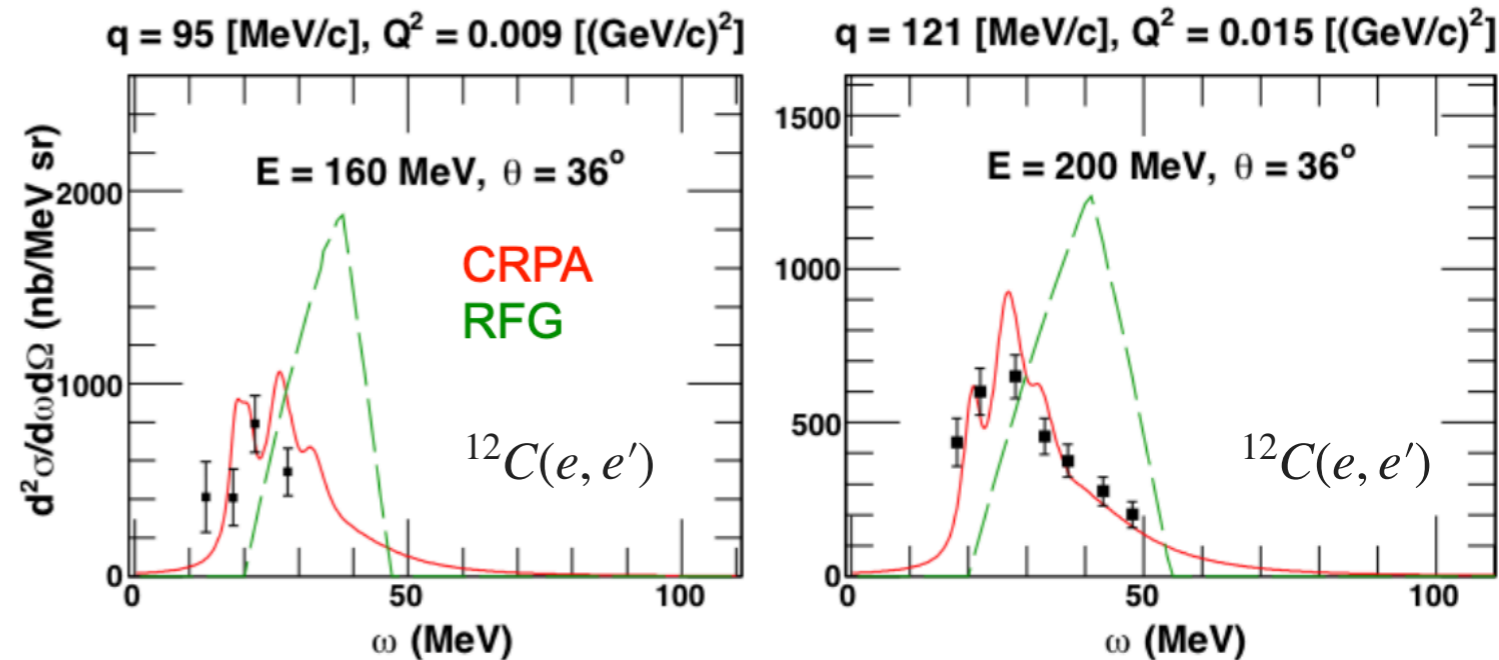 q = 95 [MeV/c], Q² = 0.009 [(GeV/c)²]
d²σ/dωdΩ (nb/MeV sr)
2000
1000
0
E = 160 MeV, θ = 36°
CRPA
RFG
¹²C(e, e′)
0 50 100
ω (MeV)
q = 121 [MeV/c], Q² = 0.015 [(GeV/c)²]
1500
1000
500
0
E = 200 MeV, θ = 36°
¹²C(e, e′)
0 50 100
ω (MeV)